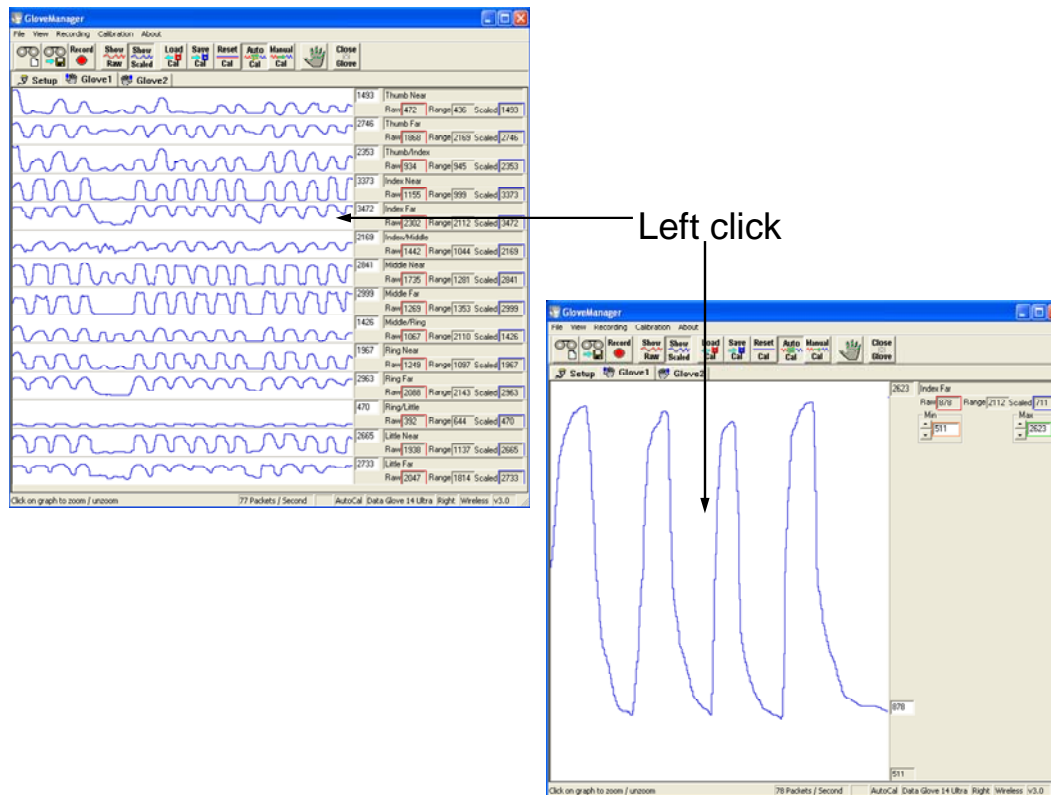 GloveManager
File View Recording Calibration About
Record Show Raw Show Scaled Load Cal Save Cal Reset Cal Auto Cal Manual Cal Close Glove
Setup Glove1 Glove2
1493 Thumb Near
Raw 472 Range 436 Scaled 1493
2746 Thumb Far
Raw 1868 Range 2169 Scaled 2746
2353 Thumb/Index
Raw 934 Range 945 Scaled 2353
3373 Index Near
Raw 1155 Range 999 Scaled 3373
3472 Index Far
Raw 2302 Range 2112 Scaled 3472
2169 Index/Middle
Raw 1442 Range 1044 Scaled 2169
2841 Middle Near
Raw 1735 Range 1281 Scaled 2841
2999 Middle Far
Raw 1269 Range 1353 Scaled 2999
1426 Middle/Ring
Raw 1067 Range 2110 Scaled 1426
1967 Ring Near
Raw 1249 Range 1097 Scaled 1967
2963 Ring Far
Raw 2088 Range 2143 Scaled 2963
470 Ring/Little
Raw 392 Range 644 Scaled 470
2665 Little Near
Raw 1938 Range 1137 Scaled 2665
2733 Little Far
Raw 2047 Range 1814 Scaled 2733
Click on graph to zoom / unzoom 77 Packets / Second AutoCal Data Glove 14 Ultra Right Wireless v3.0
Left click
GloveManager
File View Recording Calibration About
Record Show Raw Show Scaled Load Cal Save Cal Reset Cal Auto Cal Manual Cal Close Glove
Setup Glove1 Glove2
2623 Index Far
Raw 878 Range 2112 Scaled 711
Min Max
511 2623
878
511
Click on graph to zoom / unzoom 78 Packets / Second AutoCal Data Glove 14 Ultra Right Wireless v3.0